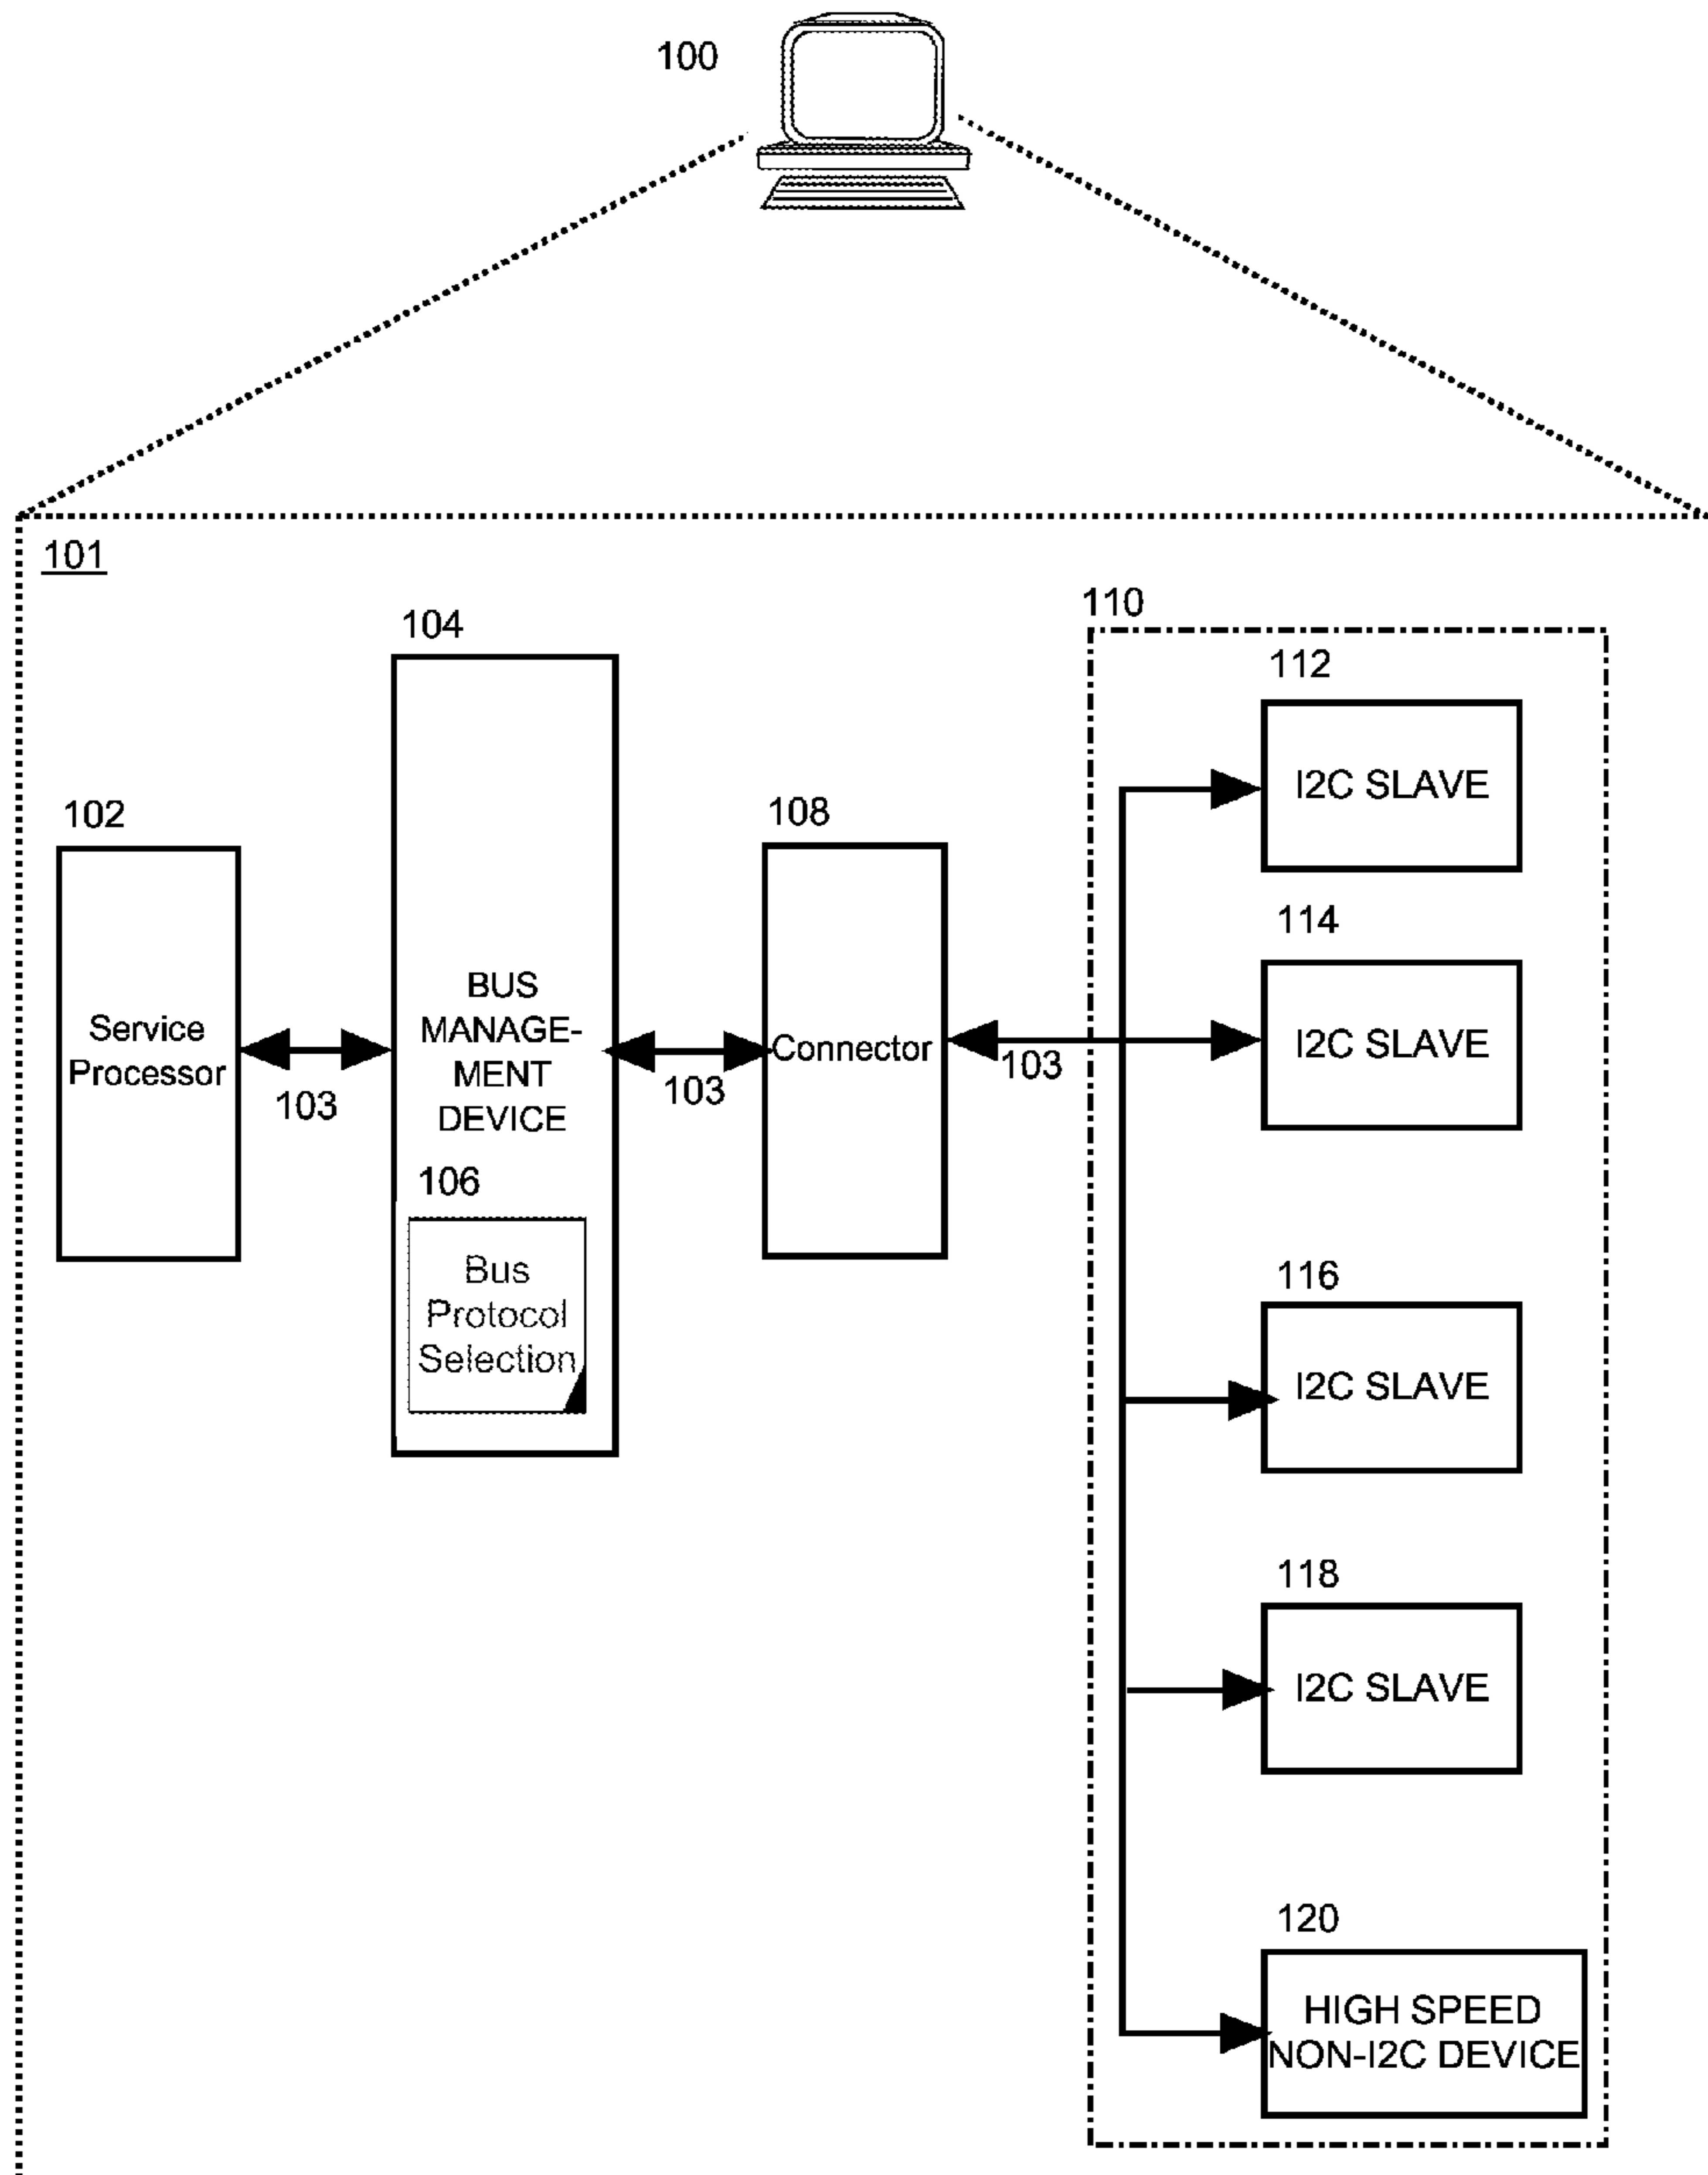 100
101
104
110
112
I2C SLAVE
102
108
114
Service
Processor
BUS
MANAGE-
MENT
DEVICE
Connector
I2C SLAVE
103
103
103
106
Bus
Protocol
Selection
116
I2C SLAVE
118
I2C SLAVE
120
HIGH SPEED
NON-I2C DEVICE